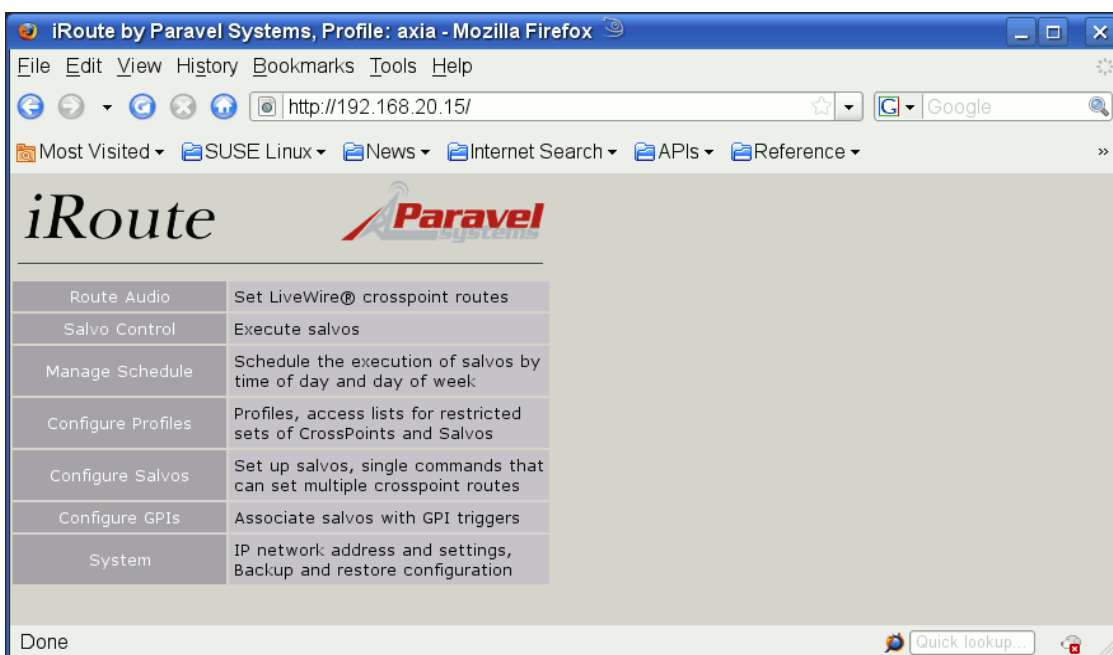 iRoute by Paravel Systems, Profile: axia - Mozilla Firefox
File Edit View History Bookmarks Tools Help
http://192.168.20.15/
G Google
Most Visited SUSE Linux News Internet Search APIs Reference »
iRoute Paravel
systems
Route Audio Set LiveWire® crosspoint routes
Salvo Control Execute salvos
Manage Schedule Schedule the execution of salvos by
time of day and day of week
Configure Profiles Profiles, access lists for restricted
sets of CrossPoints and Salvos
Configure Salvos Set up salvos, single commands that
can set multiple crosspoint routes
Configure GPIs Associate salvos with GPI triggers
System IP network address and settings,
Backup and restore configuration
Done Quick lookup...